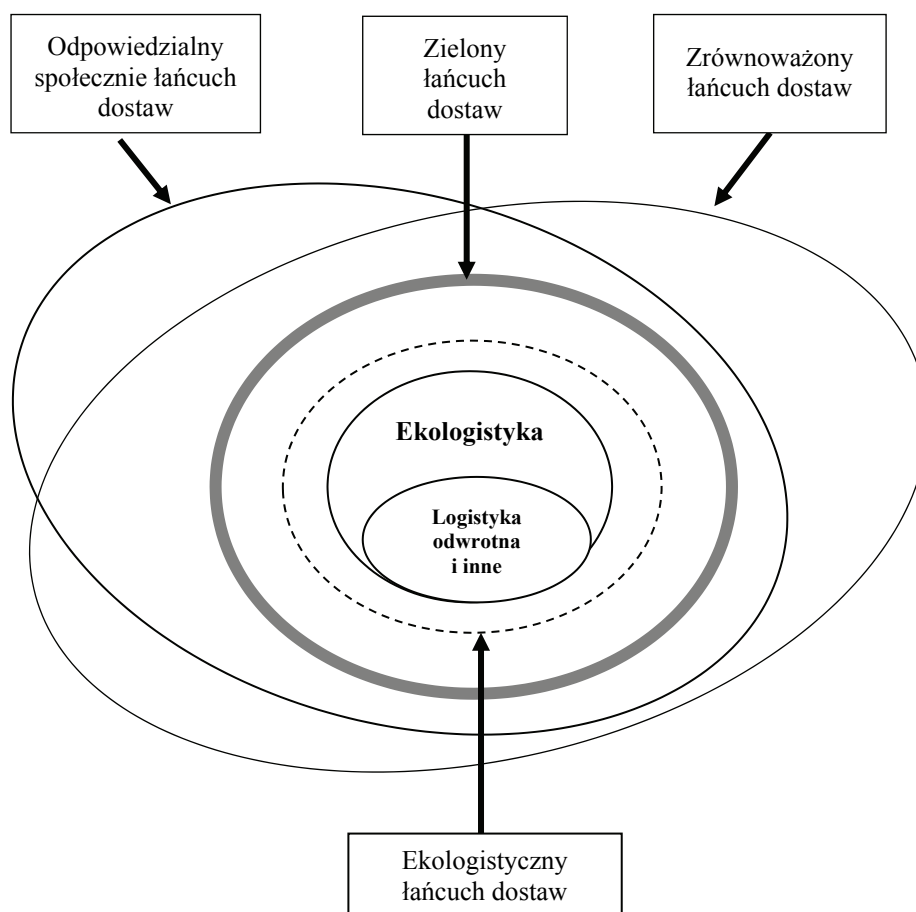 Odpowiedzialny
społecznie łańcuch
dostaw
Zielony
łańcuch
dostaw
Zrównoważony
łańcuch dostaw
Ekologistyka
Logistyka
odwrotna
i inne
Ekologistyczny
łańcuch dostaw